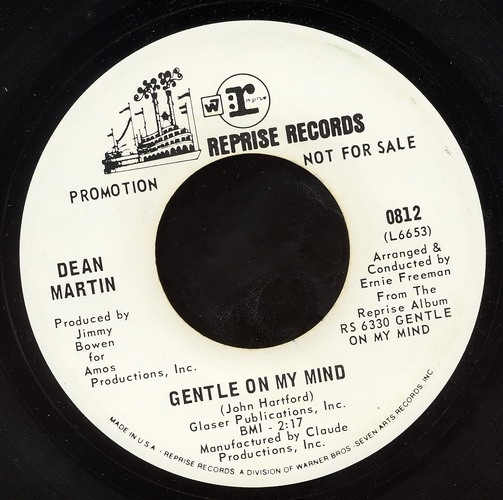 w r reprise
REPRISE RECORDS
PROMOTION
NOT FOR SALE
0812
(L6653)
Arranged &
Conducted by
Ernie Freeman
From The
Reprise Album
RS 6330 GENTLE
ON MY MIND
DEAN
MARTIN
Produced by
Jimmy
Bowen
for
Amos
Productions, Inc.
GENTLE ON MY MIND
(John Hartford)
Glaser Publications, Inc.
BMI - 2:17
Manufactured by Claude
Productions, Inc.
MADE IN U.S.A. - REPRISE RECORDS A DIVISION OF WARNER BROS.-SEVEN ARTS RECORDS, INC